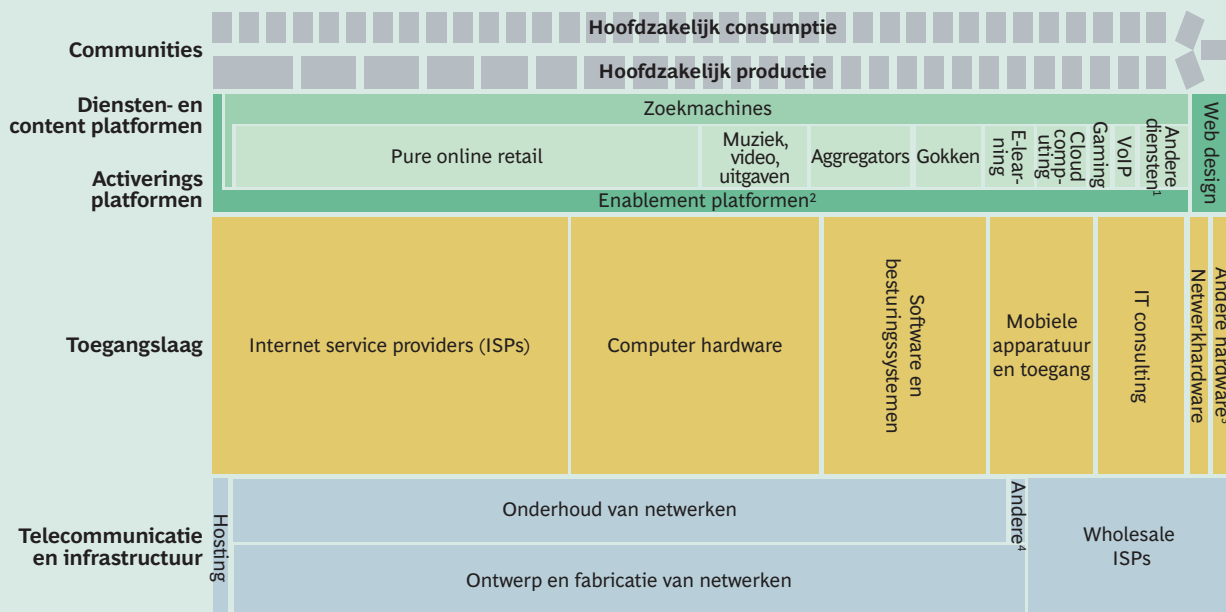 Hoofdzakelijk consumptie
Communities
Hoofdzakelijk productie
Diensten- en
content platformen
Zoekmachines
Pure online retail
Muziek,
video,
uitgaven
Aggregators
Gokken
E-lear-
ning
Cloud
comp-
uting
Gaming
VoIP
Andere
diensten¹
Web design
Activerings
platformen
Enablement platformen²
Toegangslaag
Internet service providers (ISPs)
Computer hardware
Software en
besturingssystemen
Mobiele
apparatuur
en toegang
IT consulting
Netwerkhardware
Andere hardware³
Telecommunicatie
en infrastructuur
Hosting
Onderhoud van netwerken
Andere⁴
Ontwerp en fabricatie van netwerken
Wholesale
ISPs